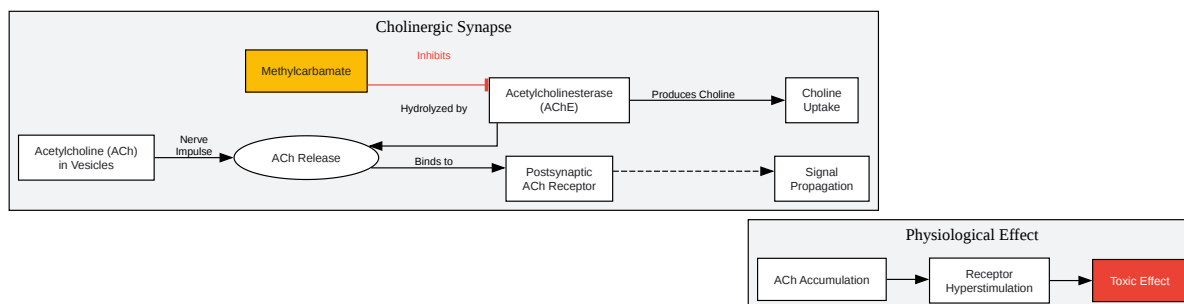 Cholinergic Synapse
Methylcarbamate
Inhibits
Acetylcholinesterase
(AChE)
Produces Choline
Choline
Uptake
Hydrolyzed by
Acetylcholine (ACh)
in Vesicles
Nerve
Impulse
ACh Release
Binds to
Postsynaptic
ACh Receptor
Signal
Propagation
Physiological Effect
ACh Accumulation
Receptor
Hyperstimulation
Toxic Effect